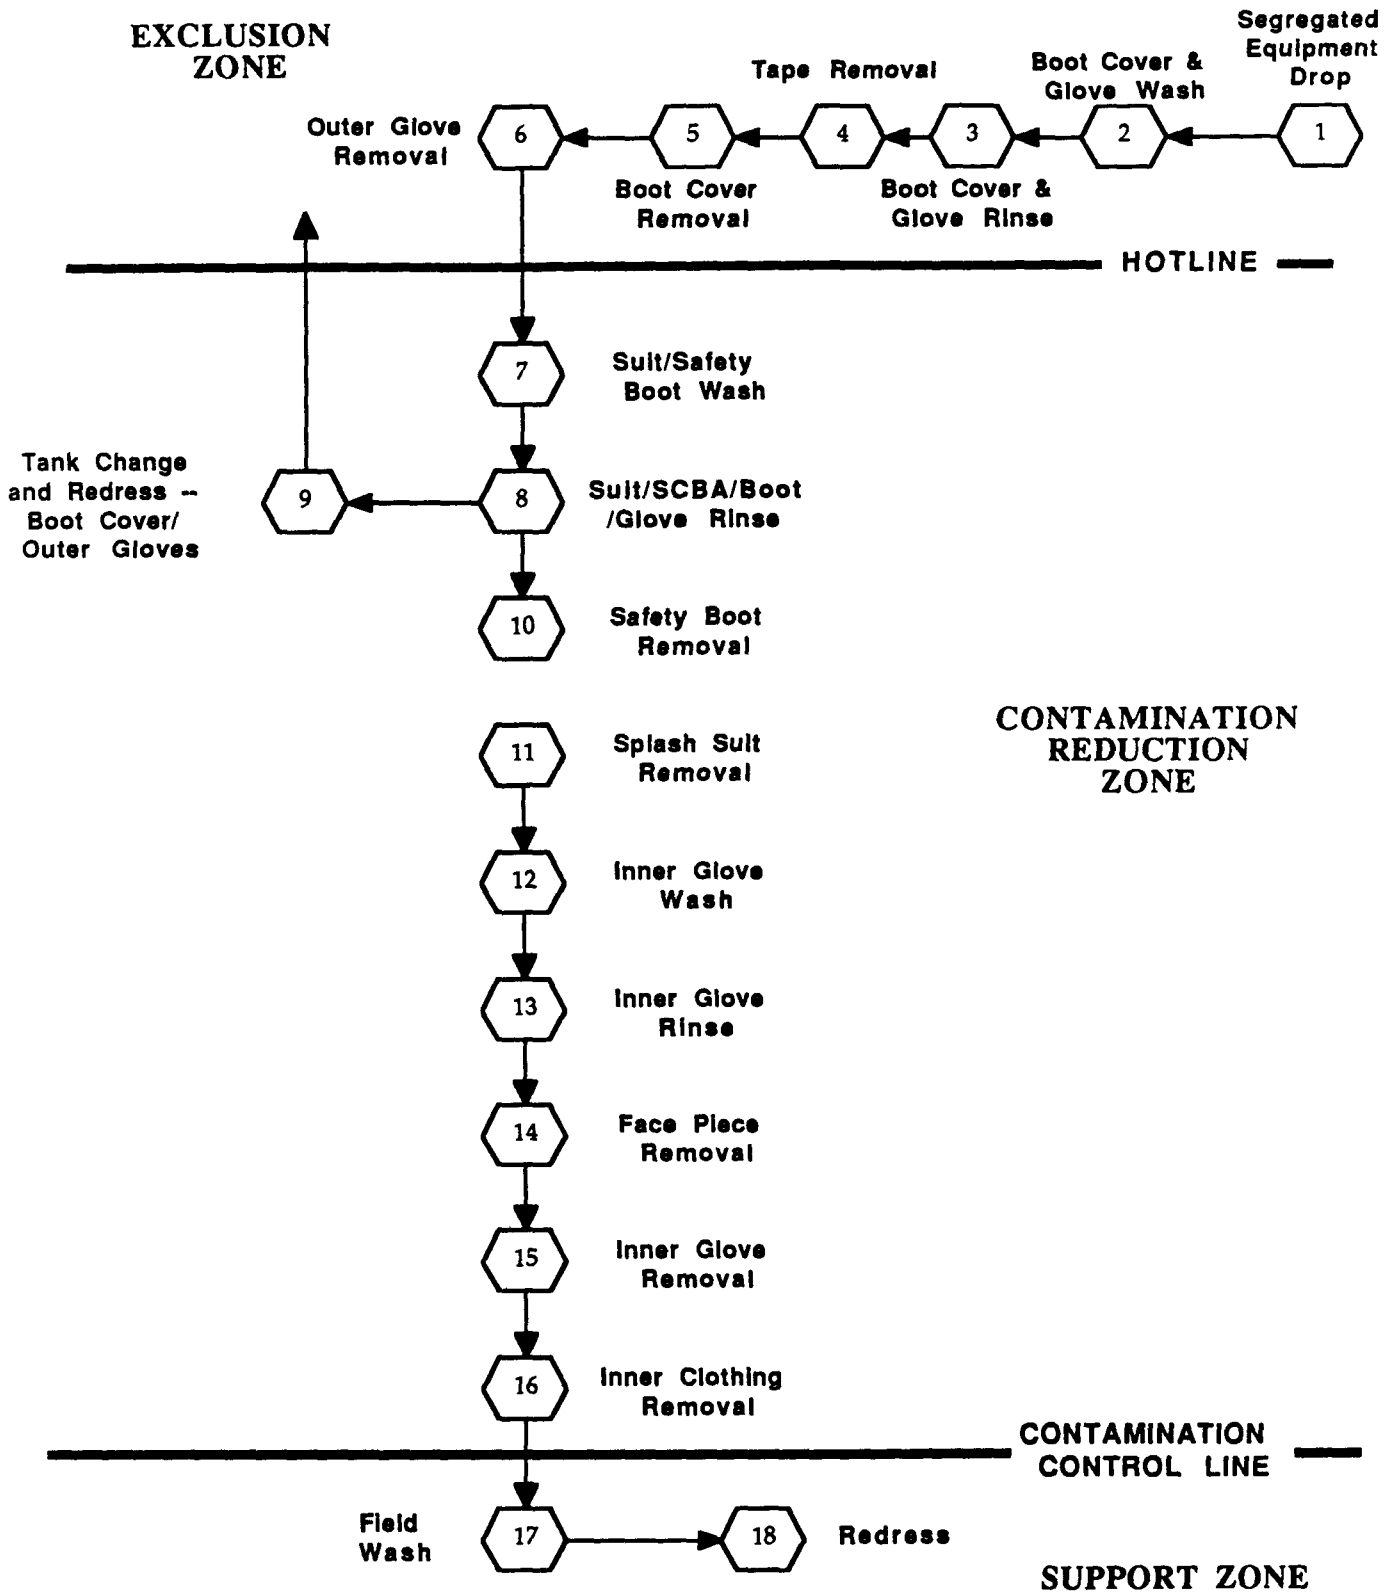 EXCLUSION
ZONE
Segregated
Equipment
Drop
Boot Cover &
Glove Wash
Tape Removal
Outer Glove
Removal
6
5
4
3
2
1
Boot Cover
Removal
Boot Cover &
Glove Rinse
HOTLINE
7
Suit/Safety
Boot Wash
Tank Change
and Redress --
Boot Cover/
Outer Gloves
9
8
Suit/SCBA/Boot
/Glove Rinse
10
Safety Boot
Removal
CONTAMINATION
REDUCTION
ZONE
11
Splash Suit
Removal
12
Inner Glove
Wash
13
Inner Glove
Rinse
14
Face Piece
Removal
15
Inner Glove
Removal
16
Inner Clothing
Removal
CONTAMINATION
CONTROL LINE
Field
Wash
17
18
Redress
SUPPORT ZONE